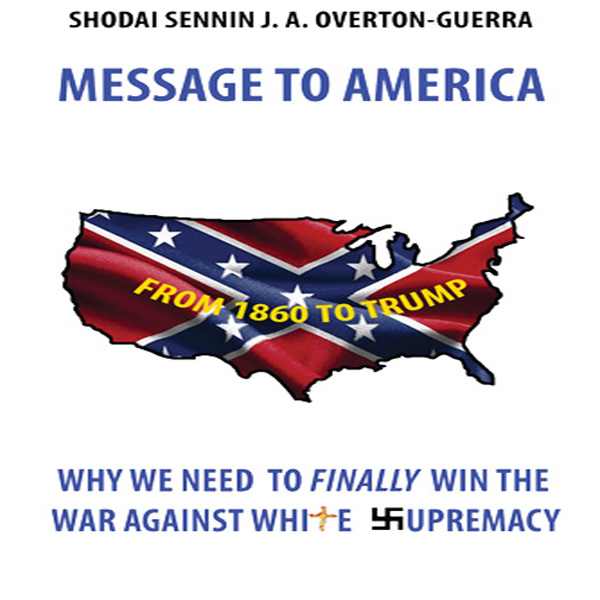 SHODAI SENNIN J. A. OVERTON-GUERRA
MESSAGE TO AMERICA
FROM 1860 TO TRUMP
WHY WE NEED TO FINALLY WIN THE
WAR AGAINST WHITE 卐UPREMACY